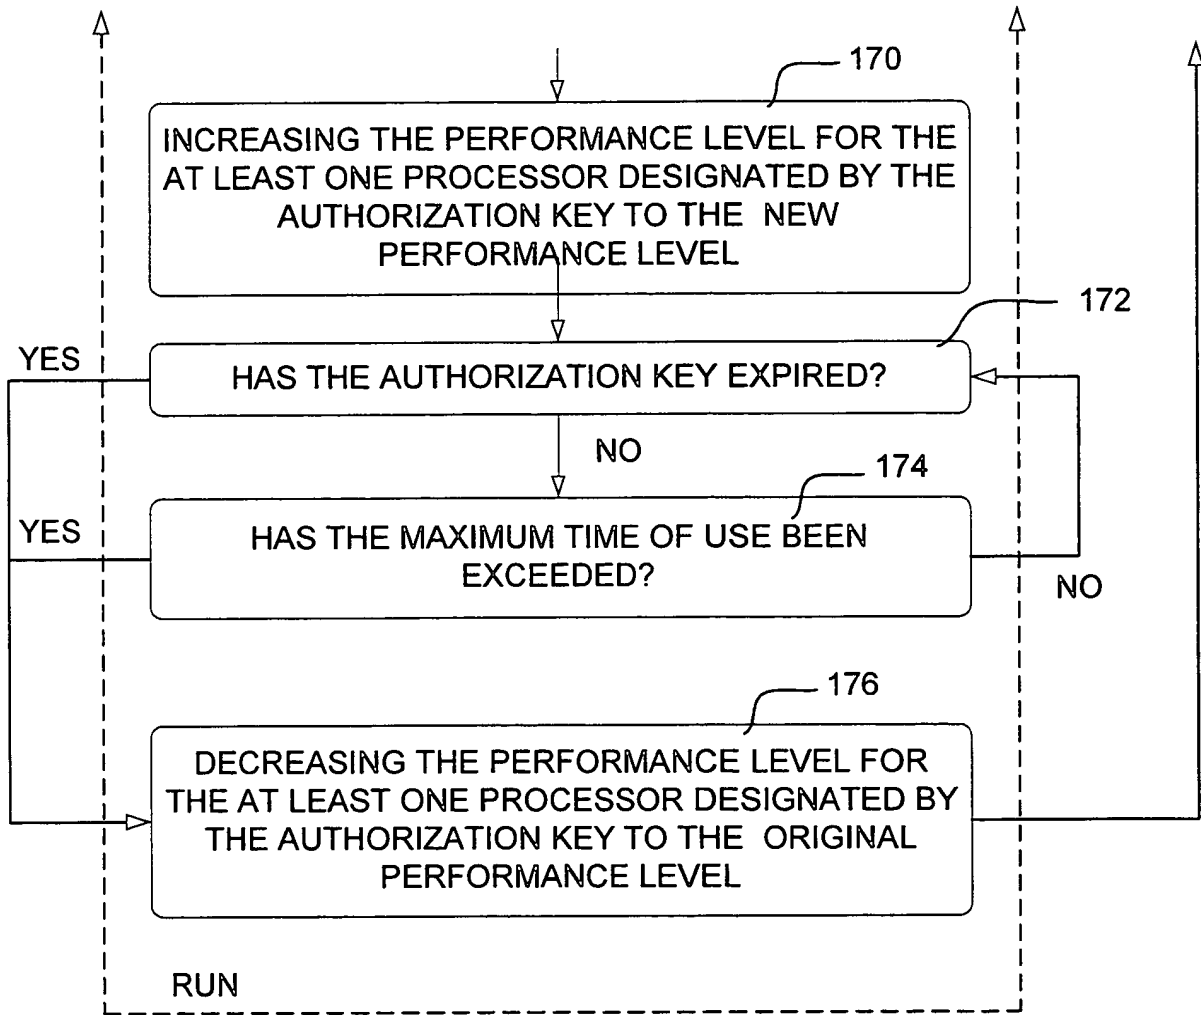 170
INCREASING THE PERFORMANCE LEVEL FOR THE
AT LEAST ONE PROCESSOR DESIGNATED BY THE
AUTHORIZATION KEY TO THE NEW
PERFORMANCE LEVEL
172
YES
HAS THE AUTHORIZATION KEY EXPIRED?
NO
174
YES
HAS THE MAXIMUM TIME OF USE BEEN
EXCEEDED?
NO
176
DECREASING THE PERFORMANCE LEVEL FOR
THE AT LEAST ONE PROCESSOR DESIGNATED BY
THE AUTHORIZATION KEY TO THE ORIGINAL
PERFORMANCE LEVEL
RUN